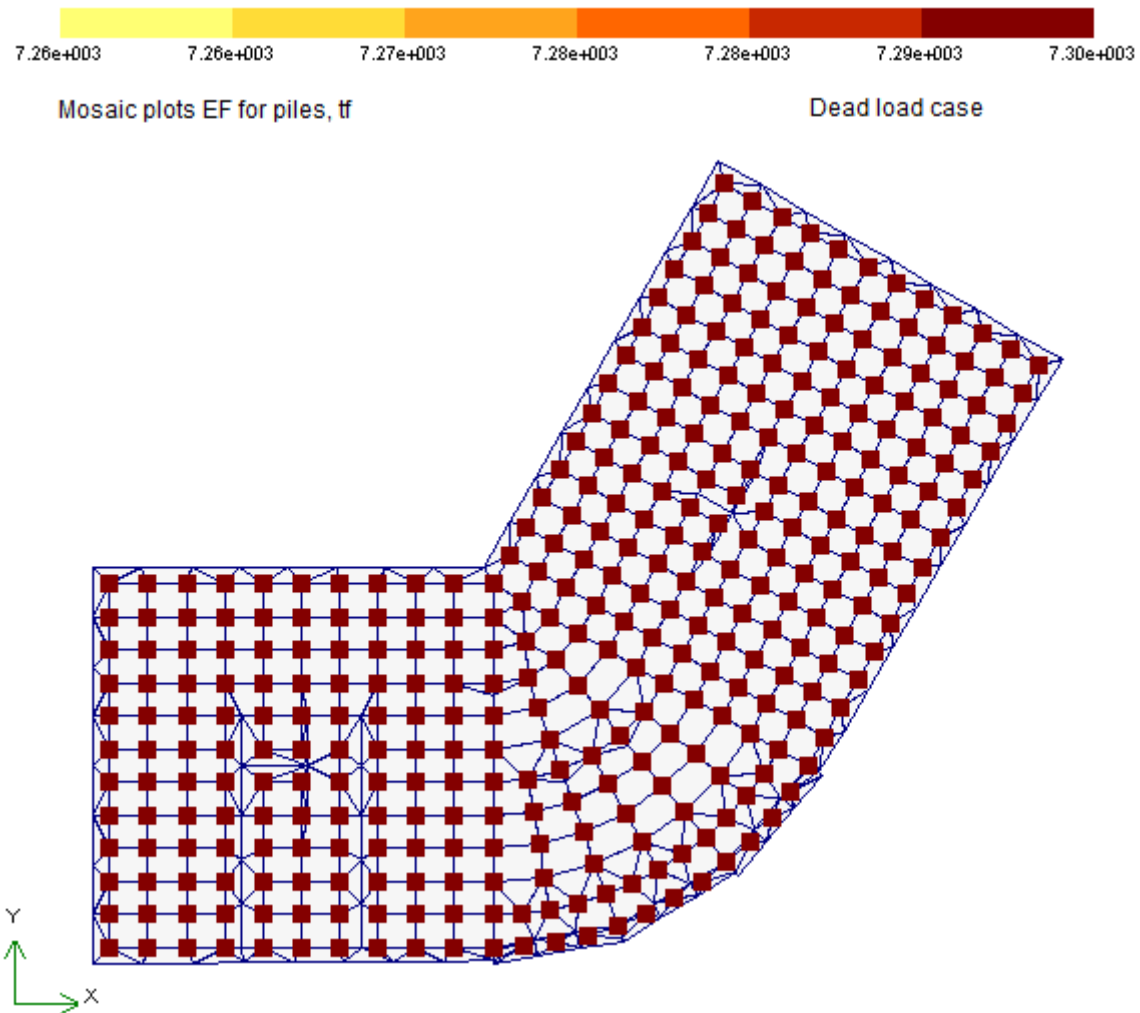 7.26e+003 7.26e+003 7.27e+003 7.28e+003 7.28e+003 7.29e+003 7.30e+003
Mosaic plots EF for piles, tf Dead load case
Y
X